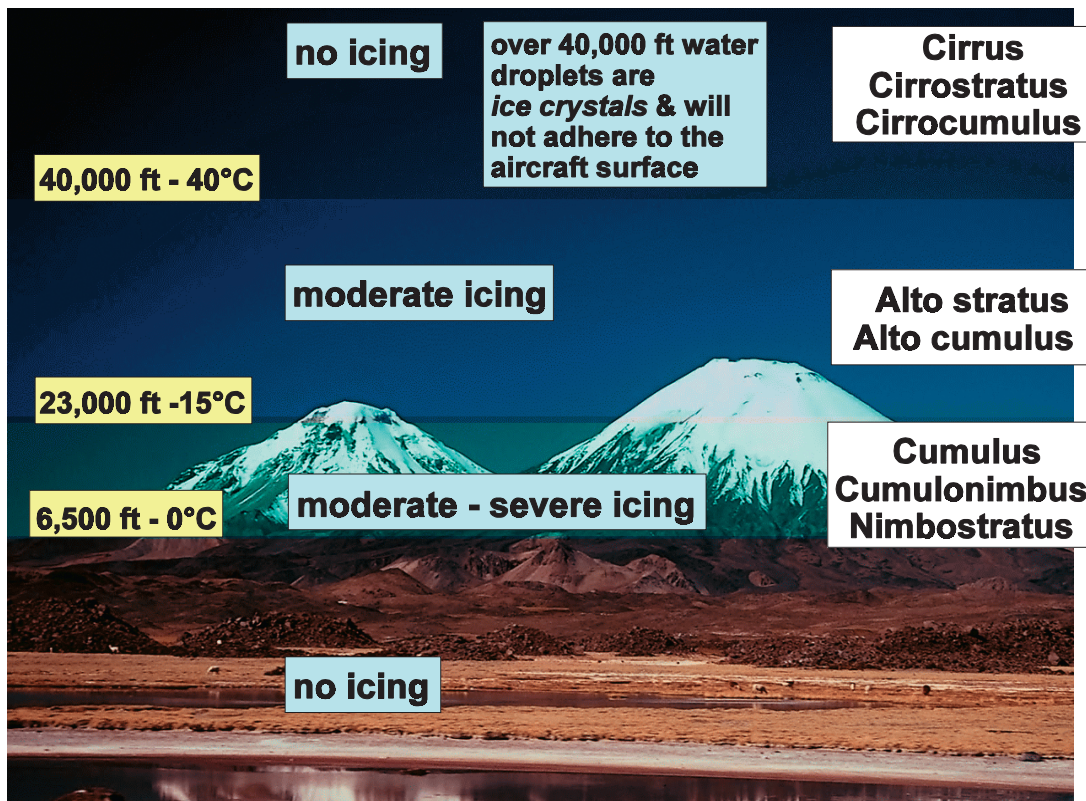 no icing
over 40,000 ft water
droplets are
ice crystals & will
not adhere to the
aircraft surface
Cirrus
Cirrostratus
Cirrocumulus
40,000 ft - 40°C
moderate icing
Alto stratus
Alto cumulus
23,000 ft -15°C
Cumulus
Cumulonimbus
Nimbostratus
6,500 ft - 0°C
moderate - severe icing
no icing